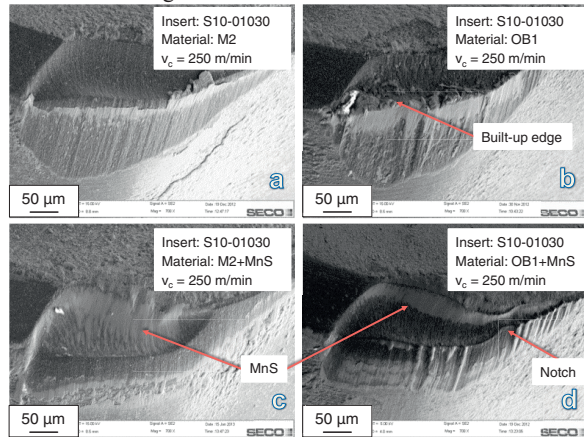 Insert: S10-01030
Material: M2
v_c = 250 m/min
a
50 µm
SECO
Insert: S10-01030
Material: OB1
v_c = 250 m/min
Built-up edge
b
50 µm
SECO
Insert: S10-01030
Material: M2+MnS
v_c = 250 m/min
MnS
c
50 µm
SECO
Insert: S10-01030
Material: OB1+MnS
v_c = 250 m/min
Notch
d
50 µm
SECO